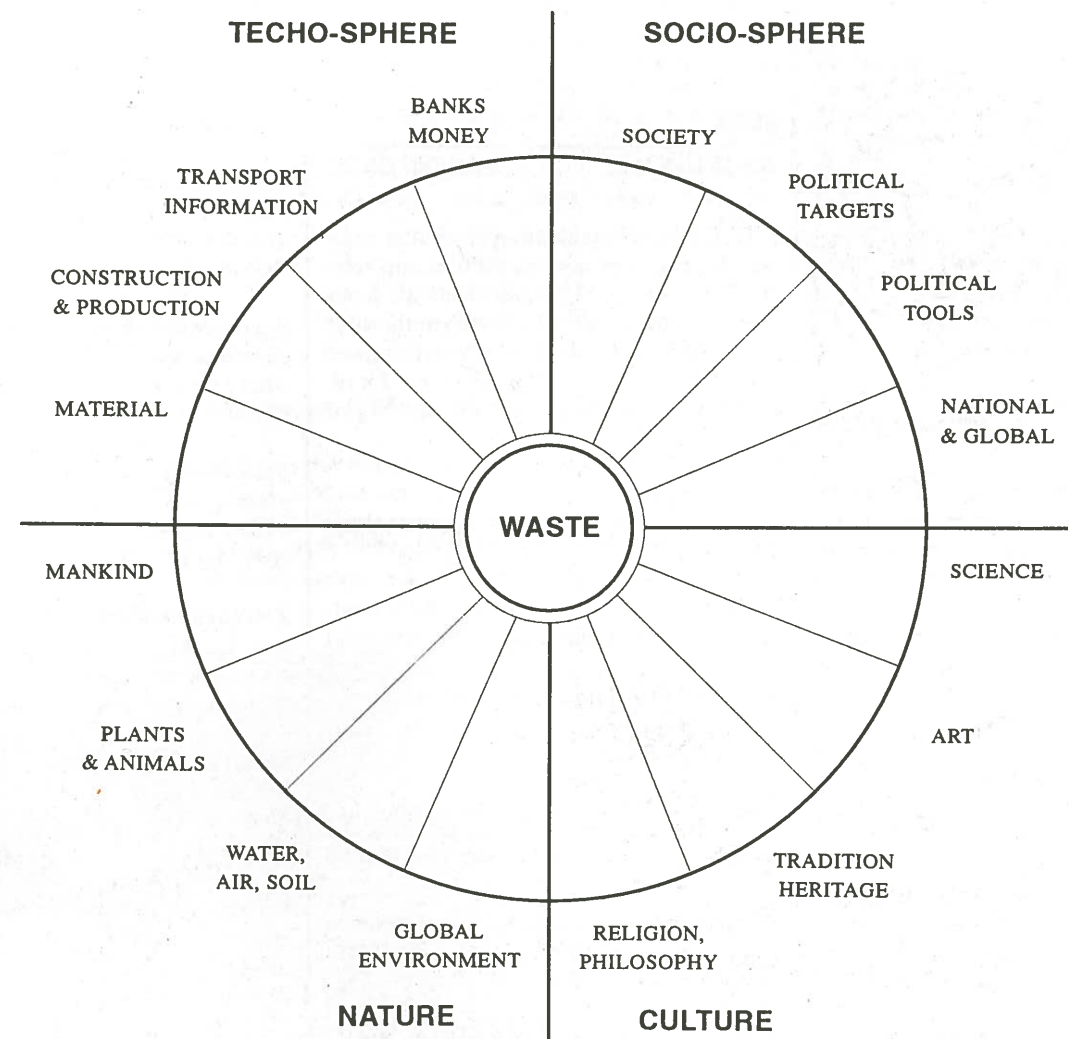 TECHO-SPHERE
SOCIO-SPHERE
BANKS
MONEY
SOCIETY
TRANSPORT
INFORMATION
POLITICAL
TARGETS
CONSTRUCTION
& PRODUCTION
POLITICAL
TOOLS
MATERIAL
NATIONAL
& GLOBAL
WASTE
MANKIND
SCIENCE
PLANTS
& ANIMALS
ART
WATER,
AIR, SOIL
TRADITION
HERITAGE
GLOBAL
ENVIRONMENT
RELIGION,
PHILOSOPHY
NATURE
CULTURE